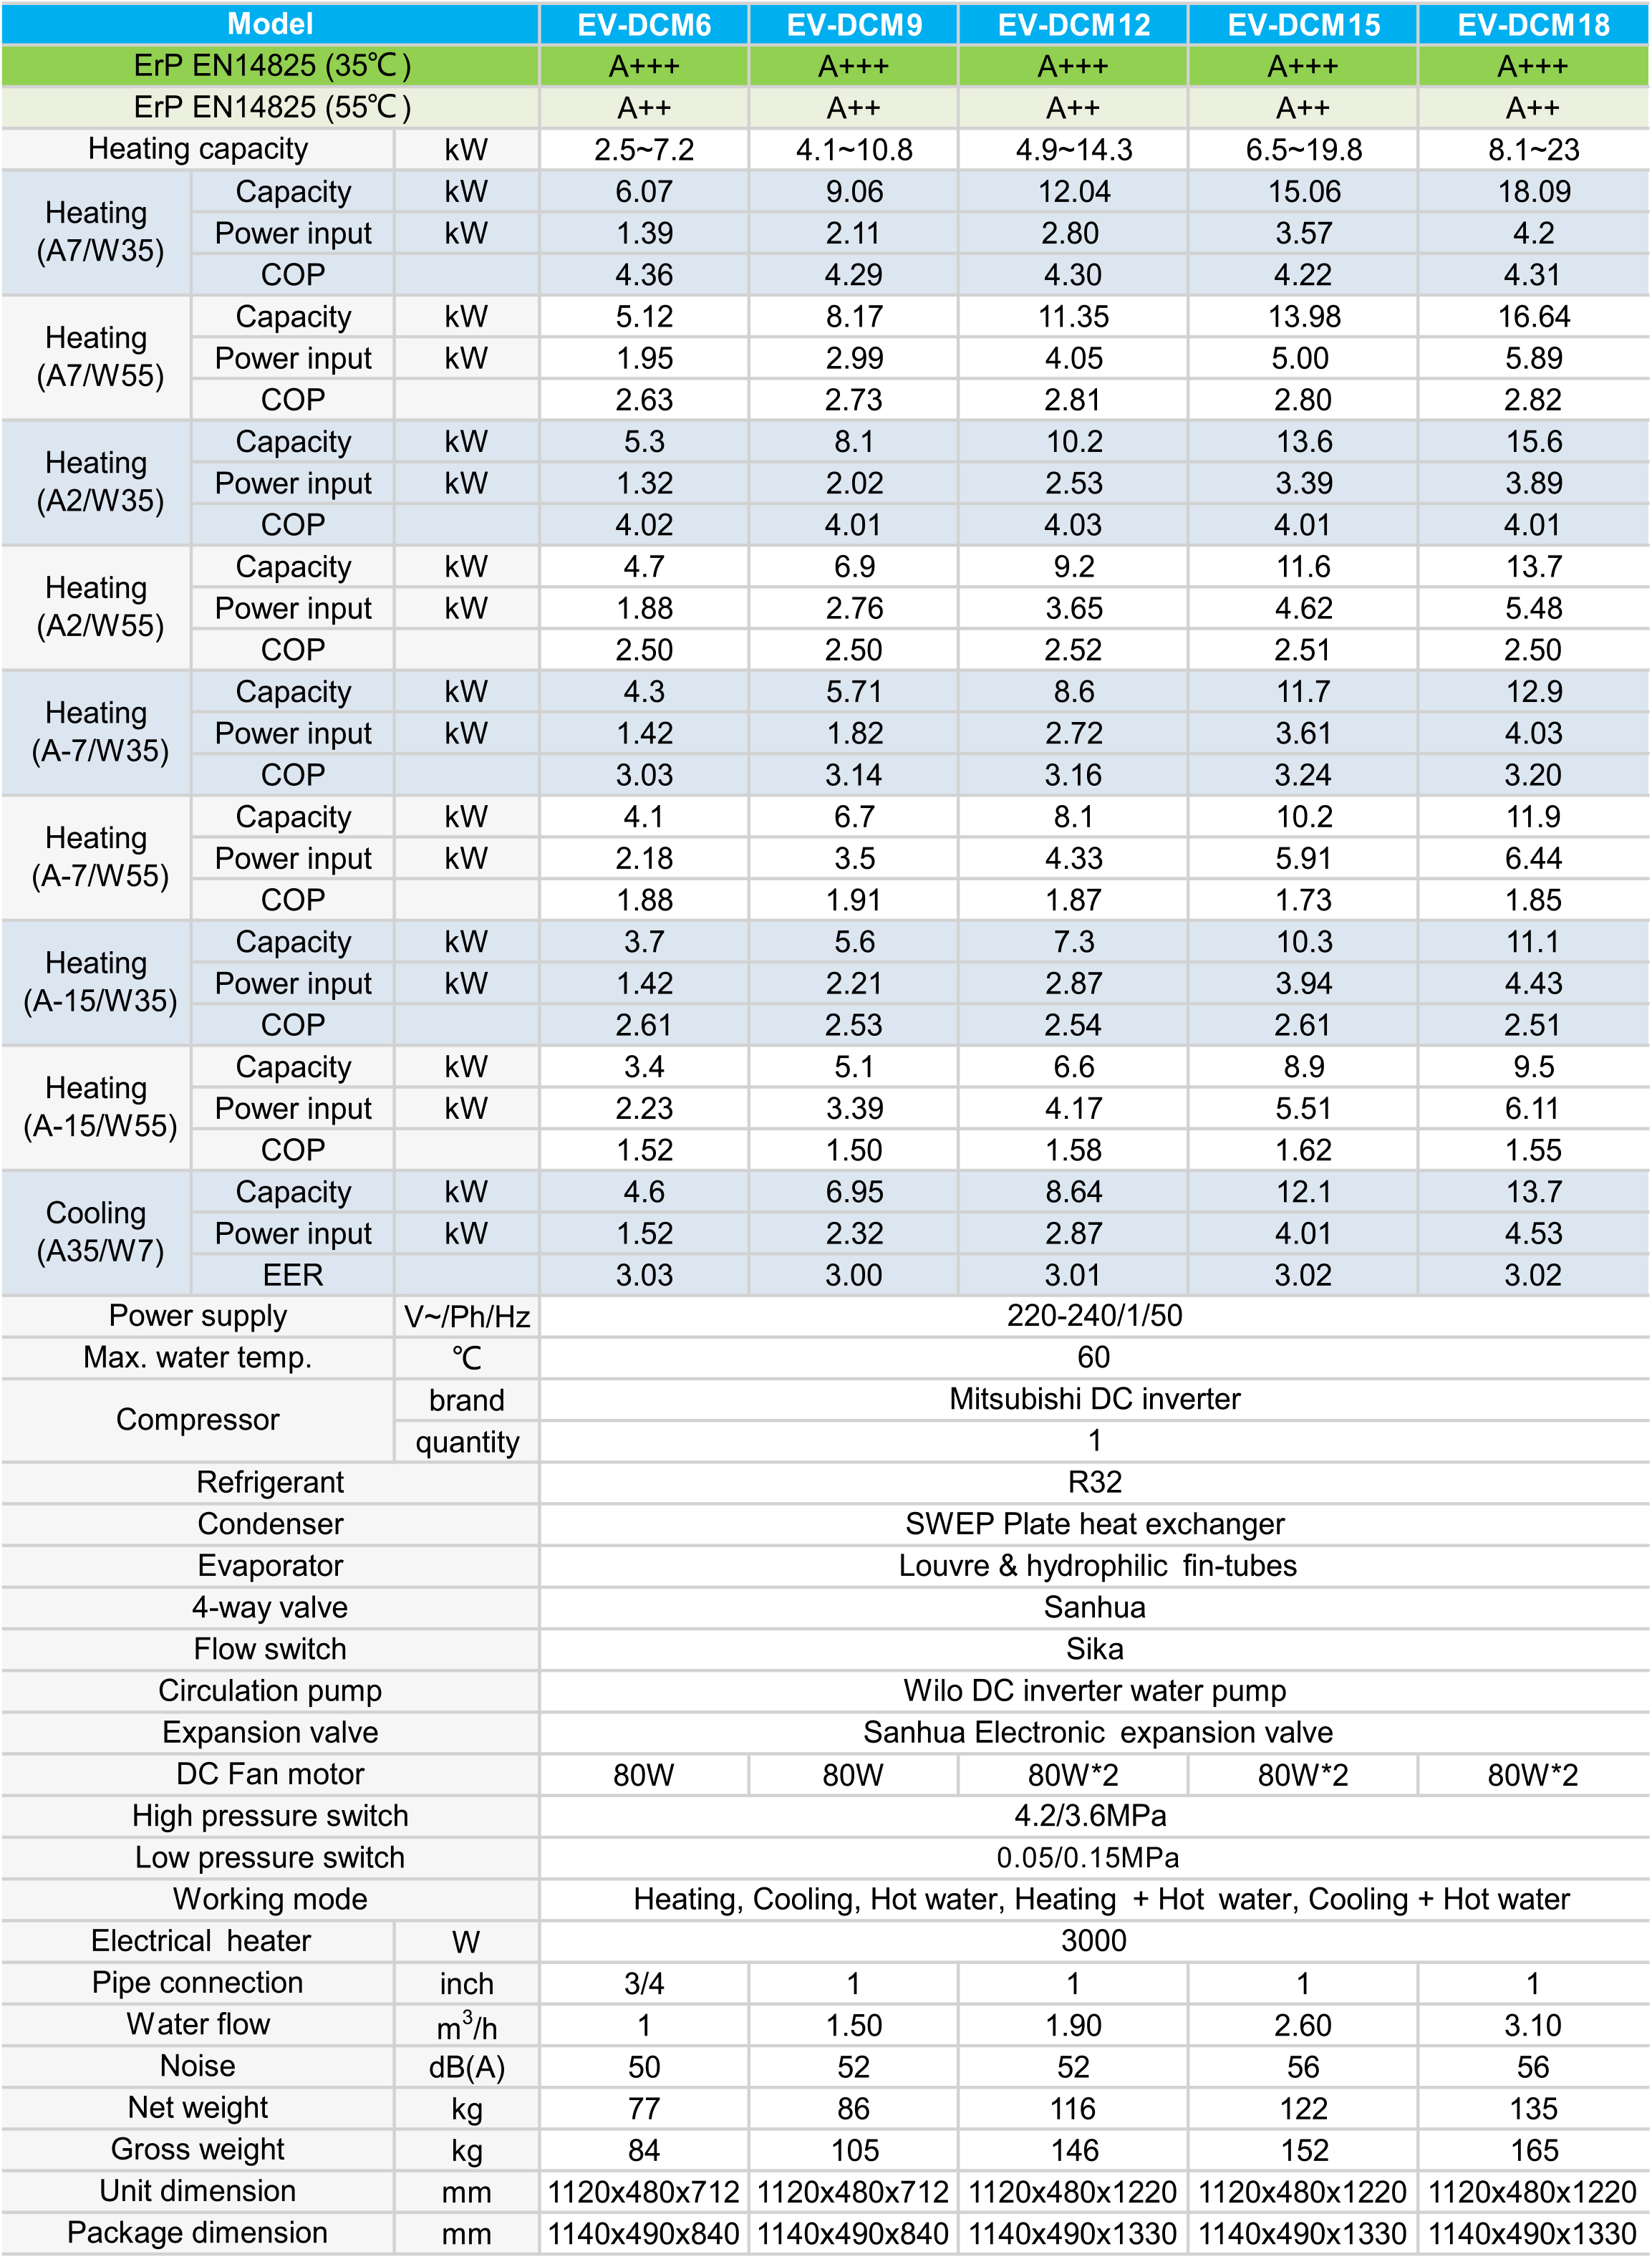 Model EV-DCM6 EV-DCM9 EV-DCM12 EV-DCM15 EV-DCM18
ErP EN14825 (35℃) A+++ A+++ A+++ A+++ A+++
ErP EN14825 (55℃) A++ A++ A++ A++ A++
Heating capacity kW 2.5~7.2 4.1~10.8 4.9~14.3 6.5~19.8 8.1~23
Heating (A7/W35) Capacity kW 6.07 9.06 12.04 15.06 18.09
Power input kW 1.39 2.11 2.80 3.57 4.2
COP 4.36 4.29 4.30 4.22 4.31
Heating (A7/W55) Capacity kW 5.12 8.17 11.35 13.98 16.64
Power input kW 1.95 2.99 4.05 5.00 5.89
COP 2.63 2.73 2.81 2.80 2.82
Heating (A2/W35) Capacity kW 5.3 8.1 10.2 13.6 15.6
Power input kW 1.32 2.02 2.53 3.39 3.89
COP 4.02 4.01 4.03 4.01 4.01
Heating (A2/W55) Capacity kW 4.7 6.9 9.2 11.6 13.7
Power input kW 1.88 2.76 3.65 4.62 5.48
COP 2.50 2.50 2.52 2.51 2.50
Heating (A-7/W35) Capacity kW 4.3 5.71 8.6 11.7 12.9
Power input kW 1.42 1.82 2.72 3.61 4.03
COP 3.03 3.14 3.16 3.24 3.20
Heating (A-7/W55) Capacity kW 4.1 6.7 8.1 10.2 11.9
Power input kW 2.18 3.5 4.33 5.91 6.44
COP 1.88 1.91 1.87 1.73 1.85
Heating (A-15/W35) Capacity kW 3.7 5.6 7.3 10.3 11.1
Power input kW 1.42 2.21 2.87 3.94 4.43
COP 2.61 2.53 2.54 2.61 2.51
Heating (A-15/W55) Capacity kW 3.4 5.1 6.6 8.9 9.5
Power input kW 2.23 3.39 4.17 5.51 6.11
COP 1.52 1.50 1.58 1.62 1.55
Cooling (A35/W7) Capacity kW 4.6 6.95 8.64 12.1 13.7
Power input kW 1.52 2.32 2.87 4.01 4.53
EER 3.03 3.00 3.01 3.02 3.02
Power supply V~/Ph/Hz 220-240/1/50
Max. water temp. ℃ 60
Compressor brand Mitsubishi DC inverter
quantity 1
Refrigerant R32
Condenser SWEP Plate heat exchanger
Evaporator Louvre & hydrophilic fin-tubes
4-way valve Sanhua
Flow switch Sika
Circulation pump Wilo DC inverter water pump
Expansion valve Sanhua Electronic expansion valve
DC Fan motor 80W 80W 80W*2 80W*2 80W*2
High pressure switch 4.2/3.6MPa
Low pressure switch 0.05/0.15MPa
Working mode Heating, Cooling, Hot water, Heating + Hot water, Cooling + Hot water
Electrical heater W 3000
Pipe connection inch 3/4 1 1 1 1
Water flow m³/h 1 1.50 1.90 2.60 3.10
Noise dB(A) 50 52 52 56 56
Net weight kg 77 86 116 122 135
Gross weight kg 84 105 146 152 165
Unit dimension mm 1120x480x712 1120x480x712 1120x480x1220 1120x480x1220 1120x480x1220
Package dimension mm 1140x490x840 1140x490x840 1140x490x1330 1140x490x1330 1140x490x1330